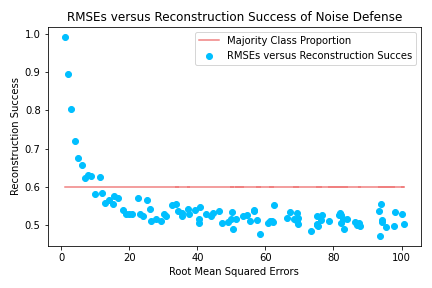 RMSEs versus Reconstruction Success of Noise Defense
Majority Class Proportion
RMSEs versus Reconstruction Succes
Reconstruction Success
1.0
0.9
0.8
0.7
0.6
0.5
0
20
40
60
80
100
Root Mean Squared Errors